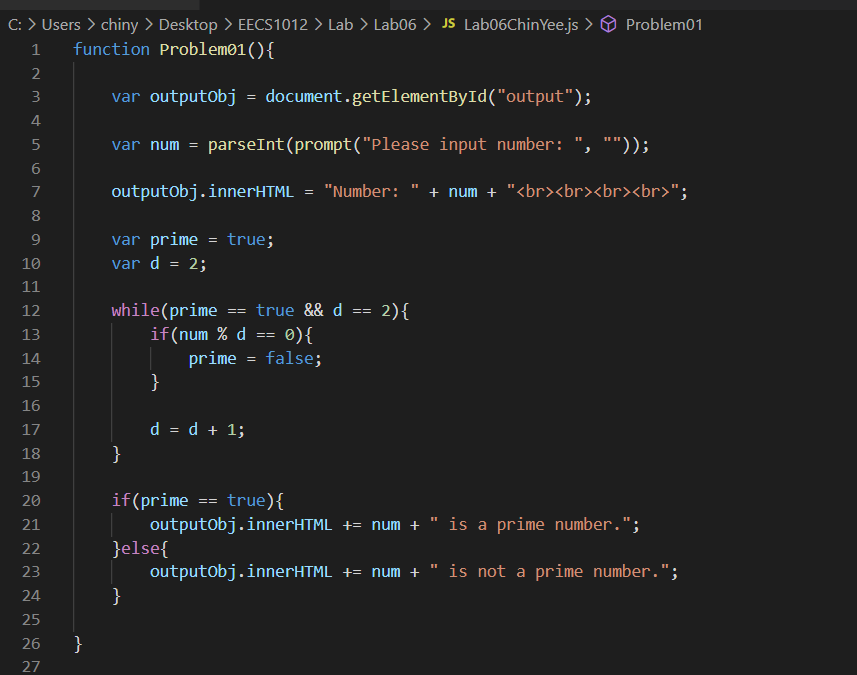 C: > Users > chiny > Desktop > EECS1012 > Lab > Lab06 > JS Lab06ChinYee.js > Problem01
1 function Problem01(){
2
3     var outputObj = document.getElementById("output");
4
5     var num = parseInt(prompt("Please input number: ", ""));
6
7     outputObj.innerHTML = "Number: " + num + "<br><br><br><br>";
8
9     var prime = true;
10     var d = 2;
11
12     while(prime == true && d == 2){
13         if(num % d == 0){
14             prime = false;
15         }
16
17         d = d + 1;
18     }
19
20     if(prime == true){
21         outputObj.innerHTML += num + " is a prime number.";
22     }else{
23         outputObj.innerHTML += num + " is not a prime number.";
24     }
25
26 }
27